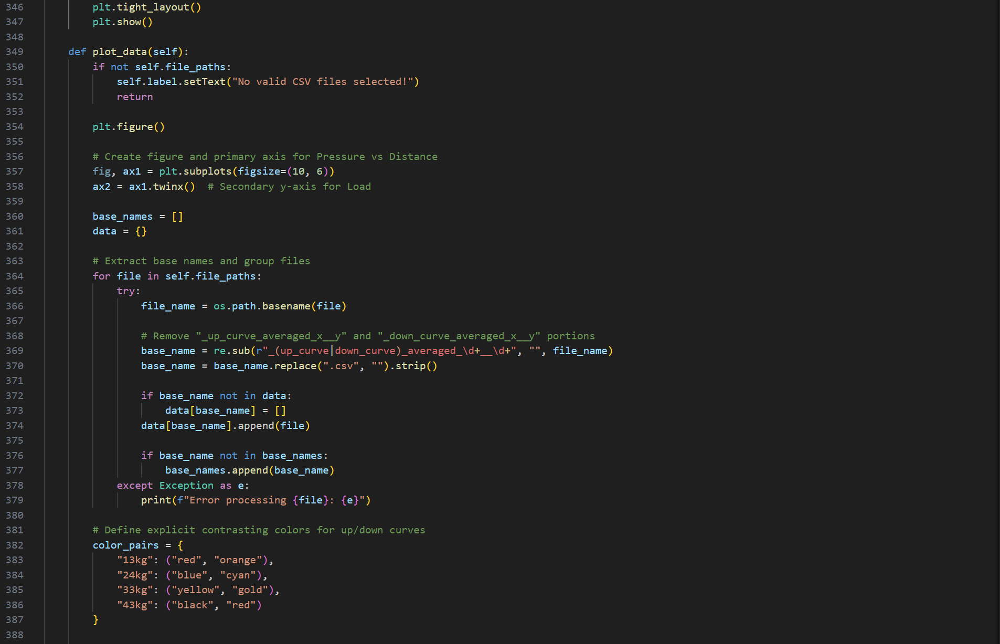 346 plt.tight_layout()
347 plt.show()
348
349 def plot_data(self):
350 if not self.file_paths:
351 self.label.setText("No valid CSV files selected!")
352 return
353
354 plt.figure()
355
356 # Create figure and primary axis for Pressure vs Distance
357 fig, ax1 = plt.subplots(figsize=(10, 6))
358 ax2 = ax1.twinx()  # Secondary y-axis for Load
359
360 base_names = []
361 data = {}
362
363 # Extract base names and group files
364 for file in self.file_paths:
365 try:
366 file_name = os.path.basename(file)
367
368 # Remove "_up_curve_averaged_x__y" and "_down_curve_averaged_x__y" portions
369 base_name = re.sub(r"_(up_curve|down_curve)_averaged_\d+__\d+", "", file_name)
370 base_name = base_name.replace(".csv", "").strip()
371
372 if base_name not in data:
373 data[base_name] = []
374 data[base_name].append(file)
375
376 if base_name not in base_names:
377 base_names.append(base_name)
378 except Exception as e:
379 print(f"Error processing {file}: {e}")
380
381 # Define explicit contrasting colors for up/down curves
382 color_pairs = {
383 "13kg": ("red", "orange"),
384 "24kg": ("blue", "cyan"),
385 "33kg": ("yellow", "gold"),
386 "43kg": ("black", "red")
387 }
388